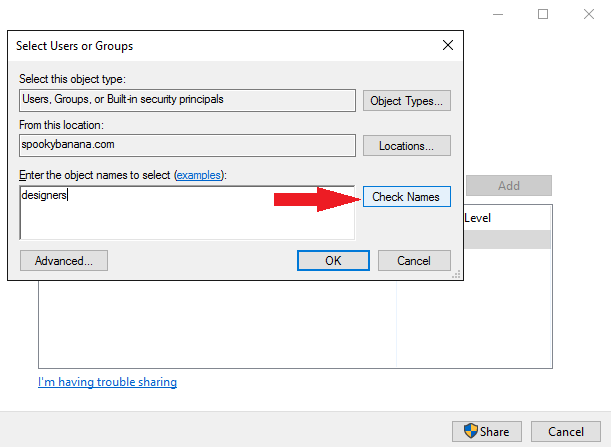 Select Users or Groups
Select this object type:
Users, Groups, or Built-in security principals
Object Types...
From this location:
spookybanana.com
Locations...
Enter the object names to select (examples):
designers
Check Names
Add
Level
Advanced...
OK
Cancel
I'm having trouble sharing
Share
Cancel